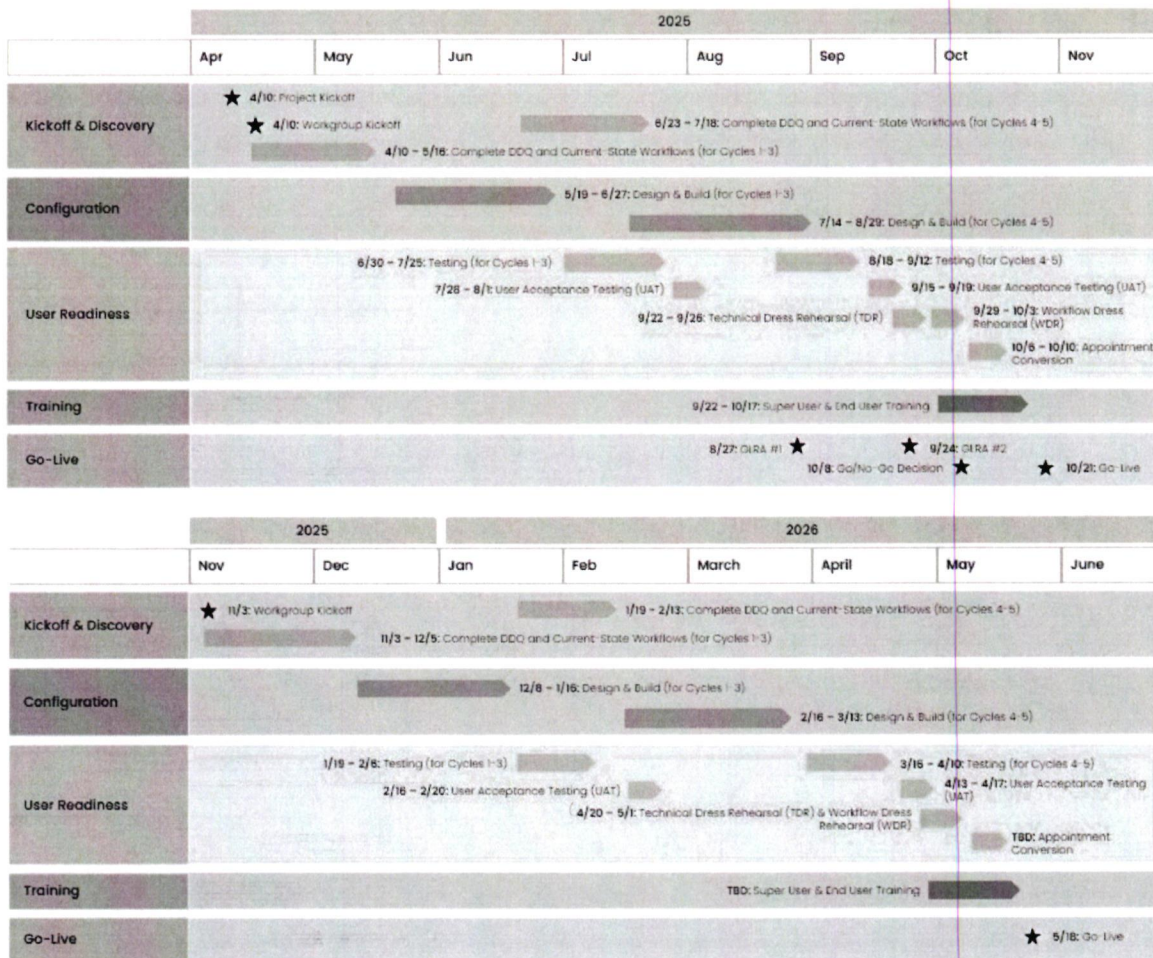 2025
Apr May Jun Jul Aug Sep Oct Nov
Kickoff & Discovery
4/10: Project Kickoff
4/10: Workgroup Kickoff
6/23 – 7/18: Complete DDQ and Current-State Workflows (for Cycles 4-5)
4/10 – 5/16: Complete DDQ and Current-State Workflows (for Cycles 1-3)
Configuration
5/19 – 6/27: Design & Build (for Cycles 1-3)
7/14 – 8/29: Design & Build (for Cycles 4-5)
User Readiness
6/30 – 7/25: Testing (for Cycles 1-3)
8/18 – 9/12: Testing (for Cycles 4-5)
7/28 – 8/1: User Acceptance Testing (UAT)
9/15 – 9/19: User Acceptance Testing (UAT)
9/22 – 9/26: Technical Dress Rehearsal (TDR)
9/29 – 10/3: Workflow Dress
Rehearsal (WDR)
10/6 – 10/10: Appointment
Conversion
Training
9/22 – 10/17: Super User & End User Training
Go-Live
8/27: GLRA #1
9/24: GLRA #2
10/8: Go/No-Go Decision
10/21: Go-Live
2025 2026
Nov Dec Jan Feb March April May June
Kickoff & Discovery
11/3: Workgroup Kickoff
1/19 – 2/13: Complete DDQ and Current-State Workflows (for Cycles 4-5)
11/3 – 12/5: Complete DDQ and Current-State Workflows (for Cycles 1-3)
Configuration
12/8 – 1/16: Design & Build (for Cycles 1-3)
2/16 – 3/13: Design & Build (for Cycles 4-5)
User Readiness
1/19 – 2/6: Testing (for Cycles 1-3)
3/16 – 4/10: Testing (for Cycles 4-5)
2/16 – 2/20: User Acceptance Testing (UAT)
4/13 – 4/17: User Acceptance Testing
(UAT)
4/20 – 5/1: Technical Dress Rehearsal (TDR) & Workflow Dress
Rehearsal (WDR)
TBD: Appointment
Conversion
Training
TBD: Super User & End User Training
Go-Live
5/18: Go-Live